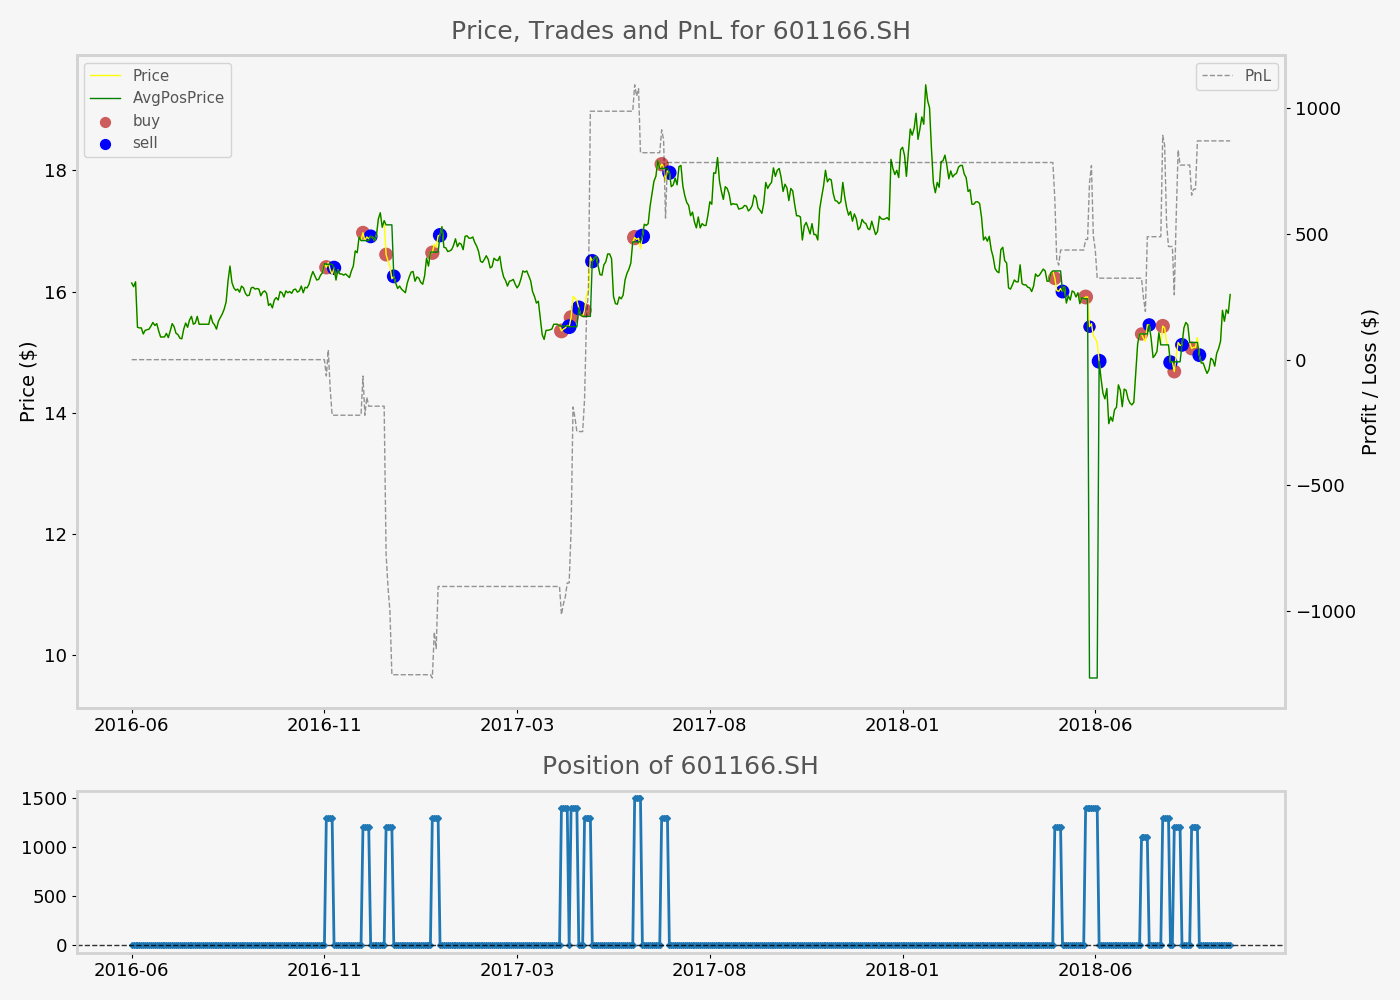 Price, Trades and PnL for 601166.SH
Price
AvgPosPrice
buy
sell
PnL
Price ($)
18
16
14
12
10
Profit / Loss ($)
1000
500
0
−500
−1000
2016-06 2016-11 2017-03 2017-08 2018-01 2018-06
Position of 601166.SH
1500
1000
500
0
2016-06 2016-11 2017-03 2017-08 2018-01 2018-06